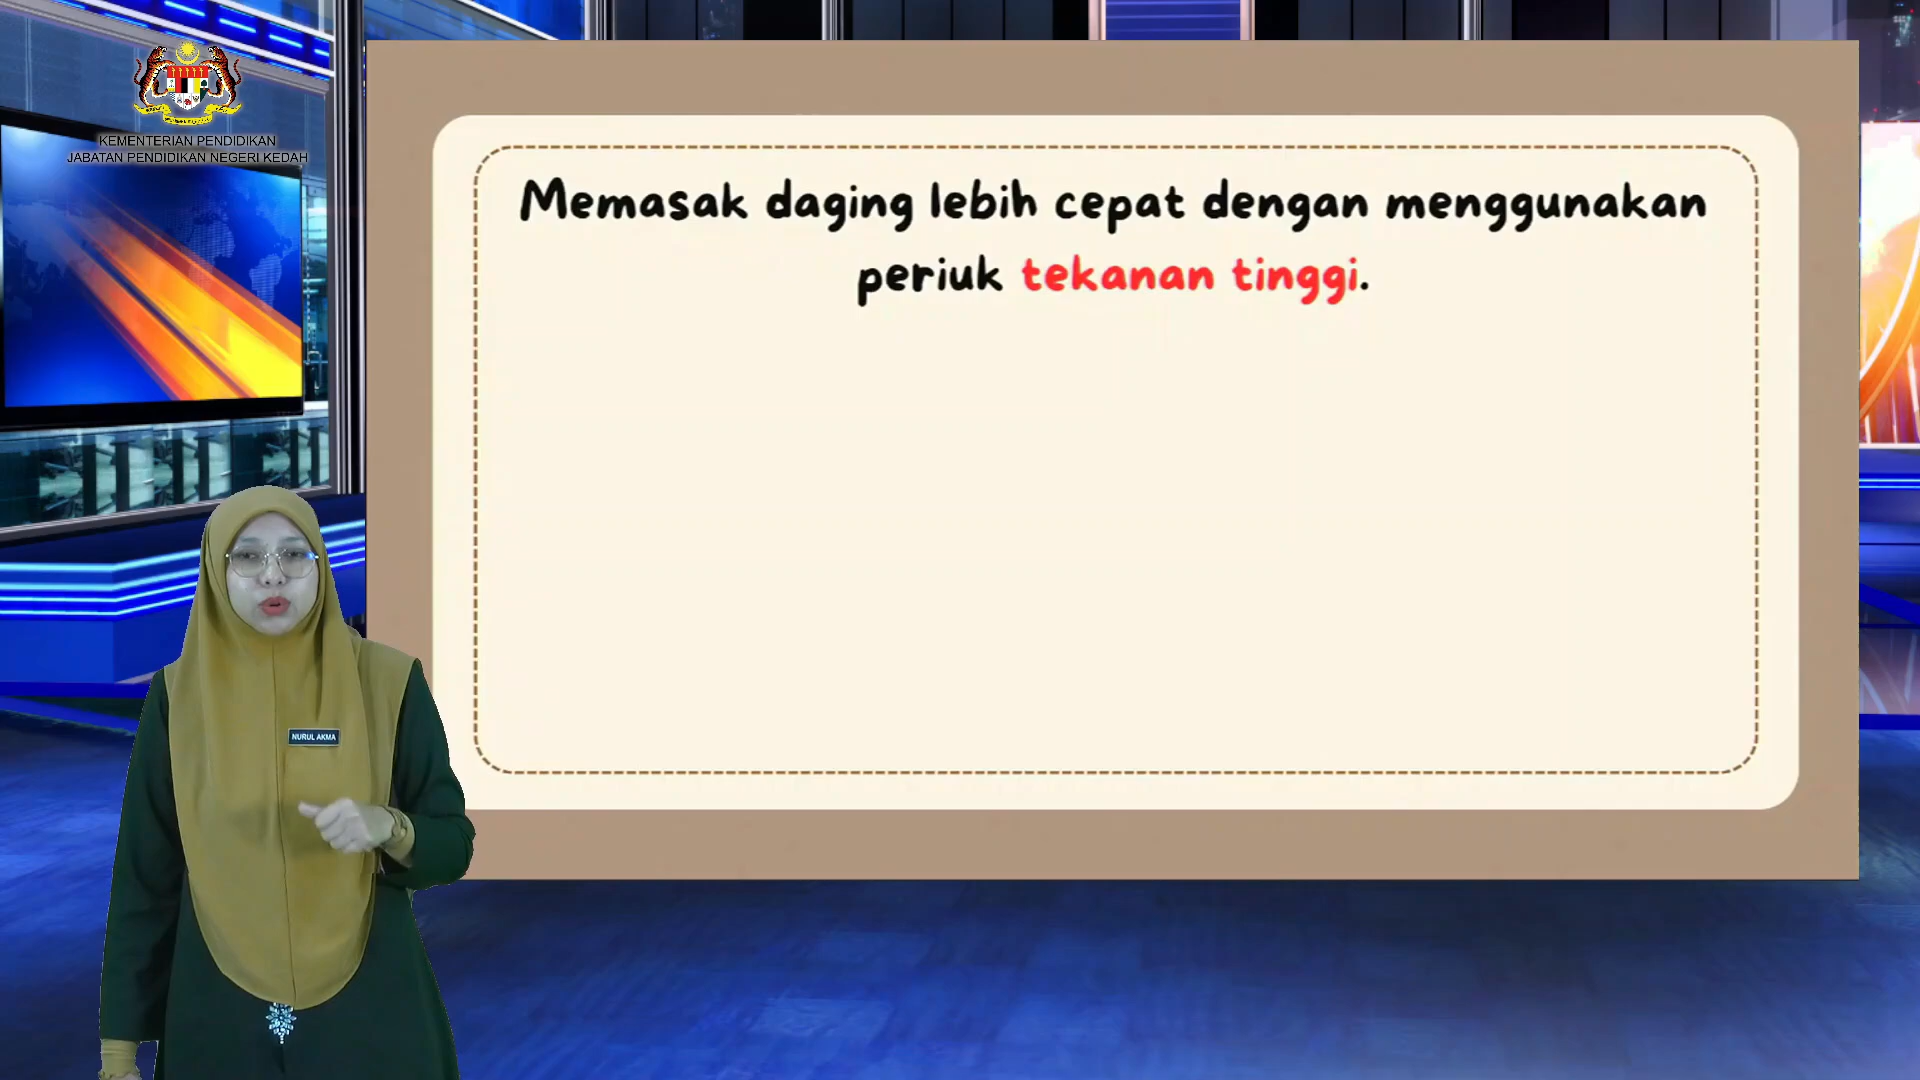 KEMENTERIAN PENDIDIKAN
JABATAN PENDIDIKAN NEGERI KEDAH
Memasak daging lebih cepat dengan menggunakan
periuk tekanan tinggi.
NURUL AKMA